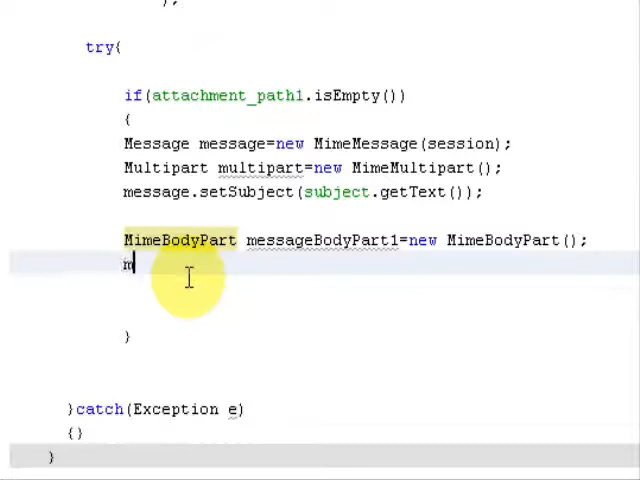 );
try{
if(attachment_path1.isEmpty())
{
Message message=new MimeMessage(session);
Multipart multipart=new MimeMultipart();
message.setSubject(subject.getText());
MimeBodyPart messageBodyPart1=new MimeBodyPart();
m
}
}catch(Exception e)
{}
}